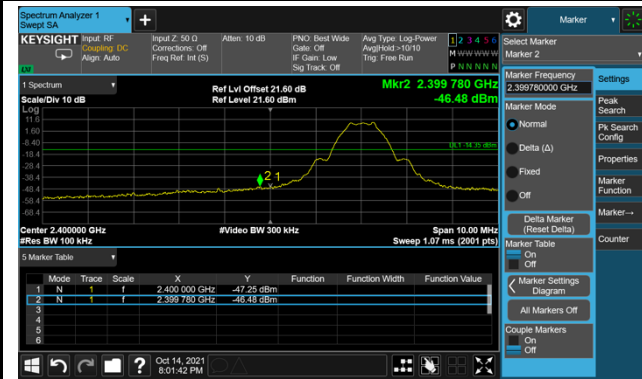 Spectrum Analyzer 1
Swept SA
Marker
KEYSIGHT
Input: RF
Coupling: DC
Align: Auto
Input Z: 50 Ω
Corrections: Off
Freq Ref: Int (S)
Atten: 10 dB
PNO: Best Wide
Gate: Off
IF Gain: Low
Sig Track: Off
Avg Type: Log-Power
Avg|Hold:>10/10
Trig: Free Run
1 2 3 4 5 6
M W W W W W
P N N N N N
LXI
Select Marker
Marker 2
1 Spectrum
Scale/Div 10 dB
Log
Ref Lvl Offset 21.60 dB
Ref Level 21.60 dBm
Mkr2 2.399 780 GHz
-46.48 dBm
11.6
1.60
-8.40
-18.4
-28.4
-38.4
-48.4
-58.4
-68.4
DL1 -14.35 dBm
2 1
Center 2.400000 GHz
#Res BW 100 kHz
#Video BW 300 kHz
Span 10.00 MHz
Sweep 1.07 ms (2001 pts)
5 Marker Table
Mode Trace Scale X Y Function Function Width Function Value
1 N 1 f 2.400 000 GHz -47.25 dBm
2 N 1 f 2.399 780 GHz -46.48 dBm
3
4
5
6
Marker Frequency
2.399780000 GHz
Marker Mode
Normal
Delta (Δ)
Fixed
Off
Delta Marker
(Reset Delta)
Marker Table
On
Off
Marker Settings
Diagram
All Markers Off
Couple Markers
On
Off
Settings
Peak
Search
Pk Search
Config
Properties
Marker
Function
Marker→
Counter
?
Oct 14, 2021
8:01:42 PM